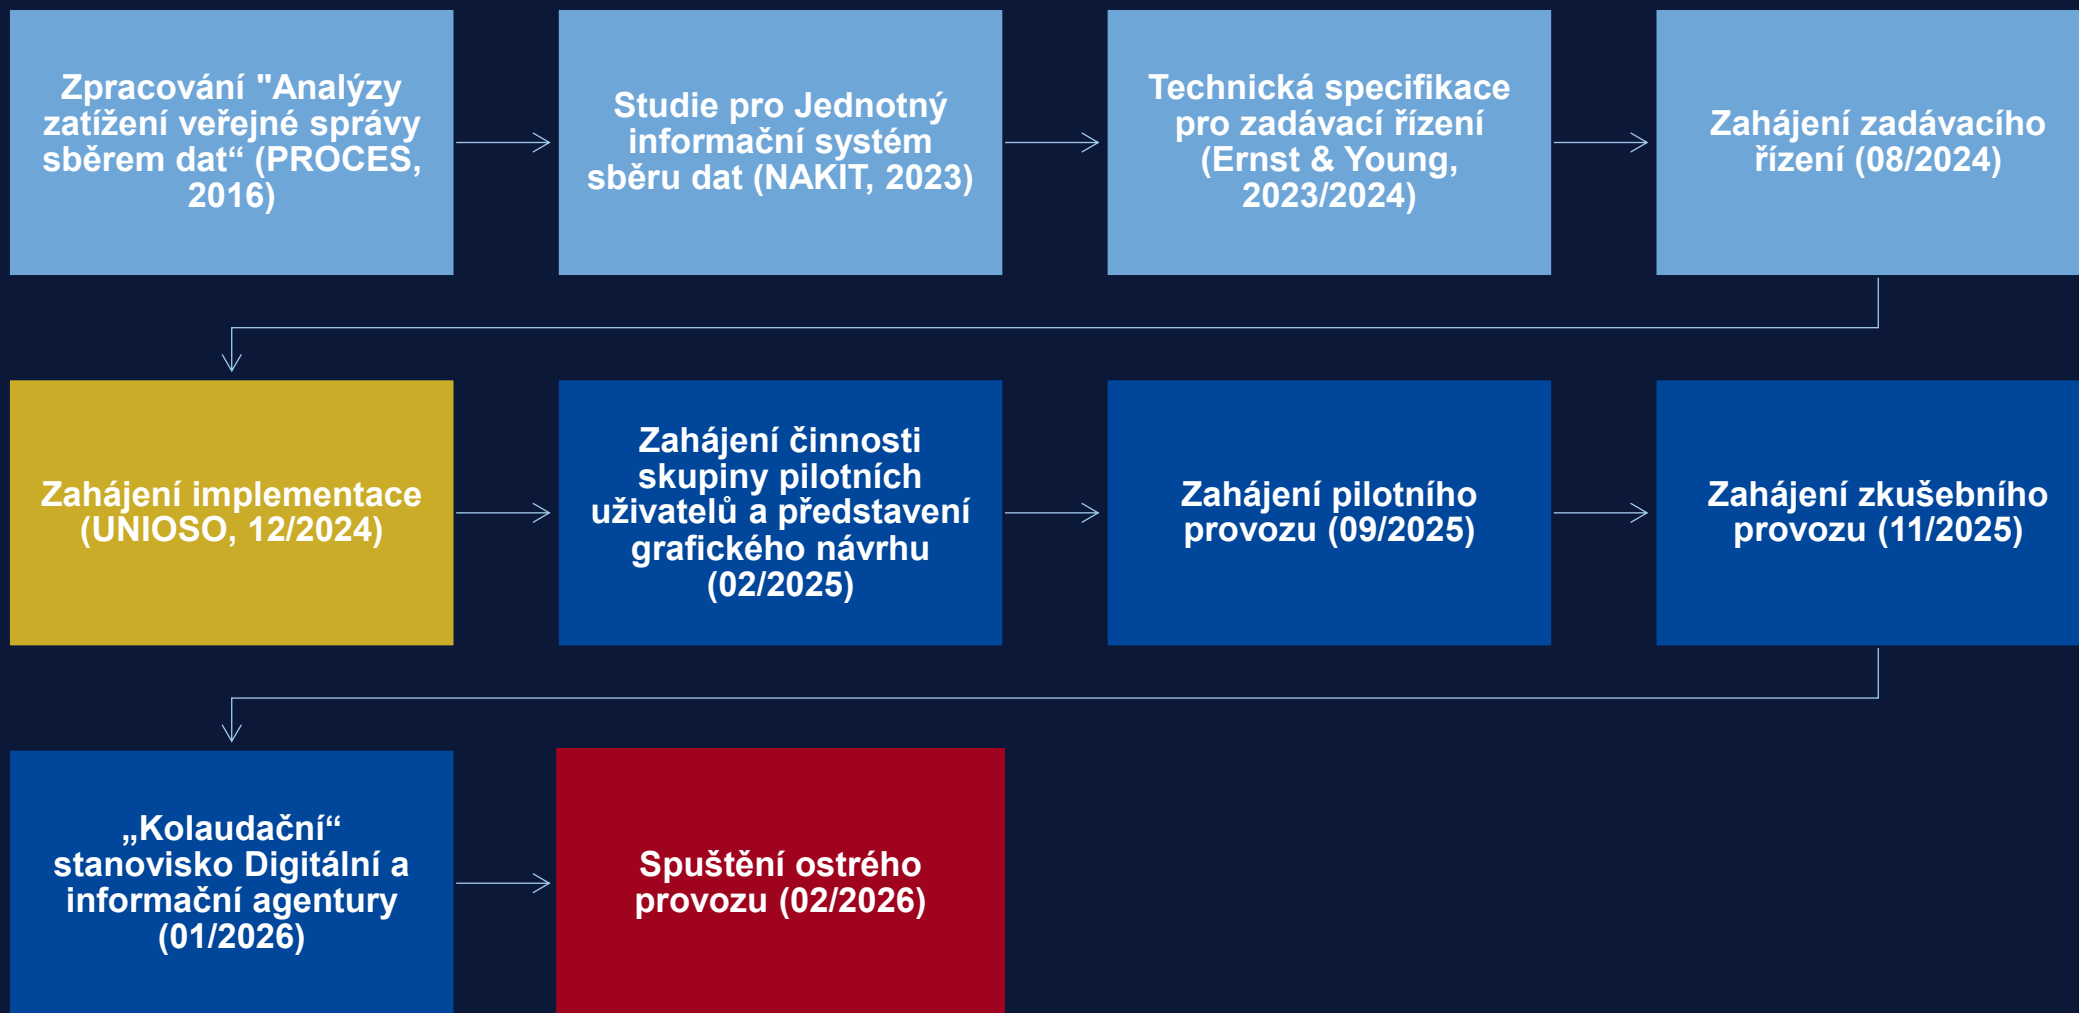 Zpracování "Analýzy
zatížení veřejné správy
sběrem dat“ (PROCES,
2016)
Studie pro Jednotný
informační systém
sběru dat (NAKIT, 2023)
Technická specifikace
pro zadávací řízení
(Ernst & Young,
2023/2024)
Zahájení zadávacího
řízení (08/2024)
Zahájení implementace
(UNIOSO, 12/2024)
Zahájení činnosti
skupiny pilotních
uživatelů a představení
grafického návrhu
(02/2025)
Zahájení pilotního
provozu (09/2025)
Zahájení zkušebního
provozu (11/2025)
„Kolaudační“
stanovisko Digitální a
informační agentury
(01/2026)
Spuštění ostrého
provozu (02/2026)